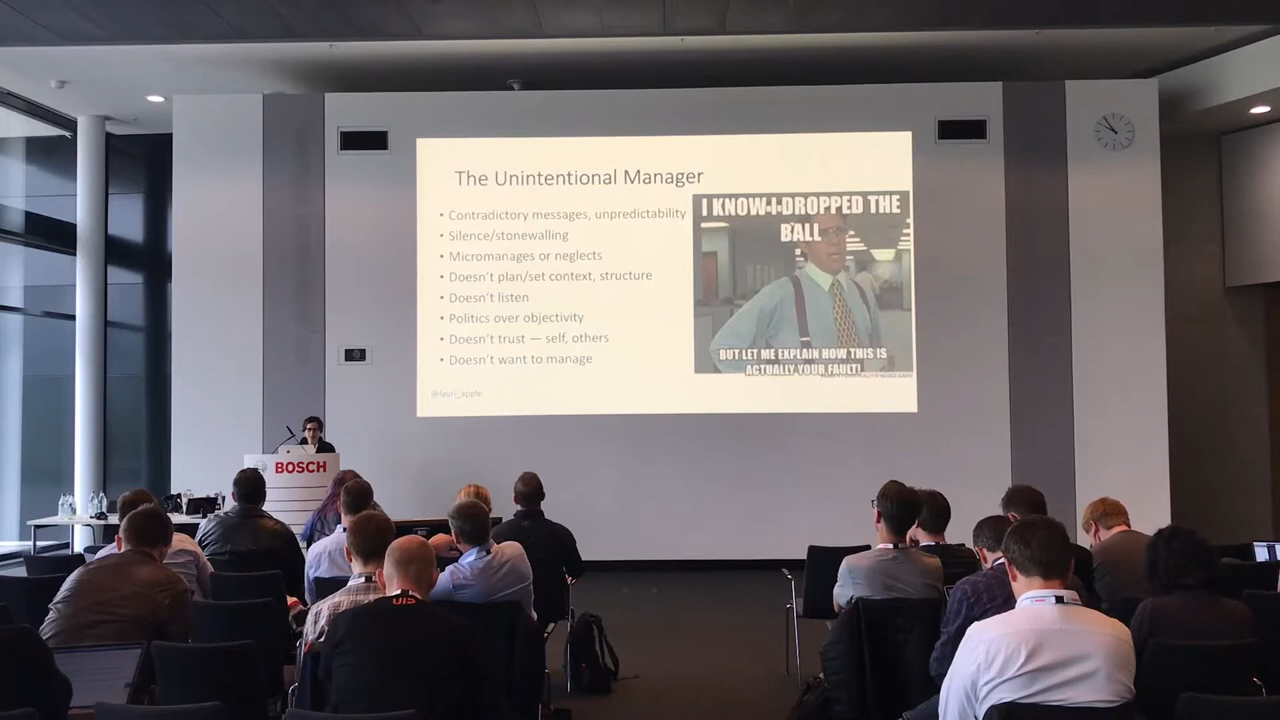 The Unintentional Manager
• Contradictory messages, unpredictability
• Silence/stonewalling
• Micromanages or neglects
• Doesn't plan/set context, structure
• Doesn't listen
• Politics over objectivity
• Doesn't trust — self, others
• Doesn't want to manage
I KNOW I DROPPED THE
BALL
BUT LET ME EXPLAIN HOW THIS IS
ACTUALLY YOUR FAULT!
@lauri_apple
BOSCH
UIS